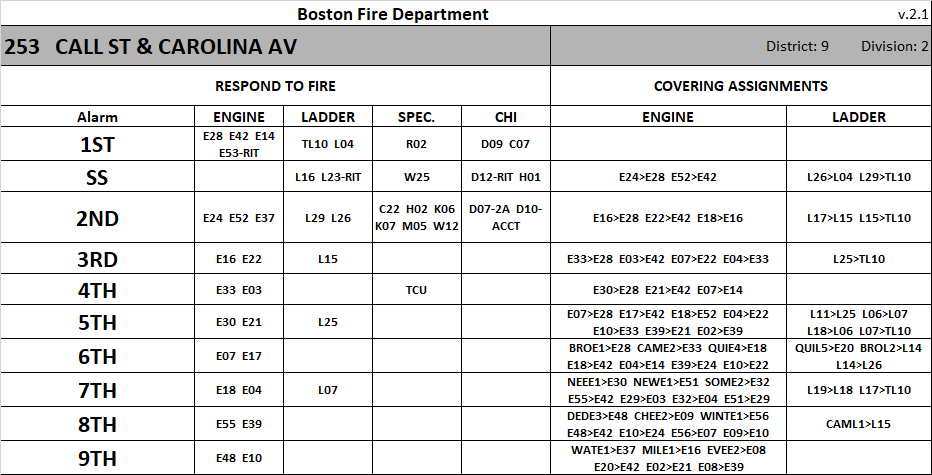 Boston Fire Department v.2.1
253 CALL ST & CAROLINA AV District: 9 Division: 2
RESPOND TO FIRE COVERING ASSIGNMENTS
Alarm ENGINE LADDER SPEC. CHI ENGINE LADDER
1ST E28 E42 E14 TL10 L04 R02 D09 C07
E53-RIT
SS L16 L23-RIT W25 D12-RIT H01 E24>E28 E52>E42 L26>L04 L29>TL10
2ND E24 E52 E37 L29 L26 C22 H02 K06 D07-2A D10- E16>E28 E22>E42 E18>E16 L17>L15 L15>TL10
K07 M05 W12 ACCT
3RD E16 E22 L15 E33>E28 E03>E42 E07>E22 E04>E33 L25>TL10
4TH E33 E03 TCU E30>E28 E21>E42 E07>E14
5TH E30 E21 L25 E07>E28 E17>E42 E18>E52 E04>E22 L11>L25 L06>L07
E10>E33 E39>E21 E02>E39 L18>L06 L07>TL10
6TH E07 E17 BROE1>E28 CAME2>E33 QUIE4>E18 QUIL5>E20 BROL2>L14
E18>E42 E04>E14 E39>E24 E10>E22 L14>L26
7TH E18 E04 L07 NEEE1>E30 NEWE1>E51 SOME2>E32 L19>L18 L17>TL10
E55>E42 E29>E03 E32>E04 E51>E29
8TH E55 E39 DEDE3>E48 CHEE2>E09 WINTE1>E56 CAML1>L15
E48>E42 E10>E24 E56>E07 E09>E10
9TH E48 E10 WATE1>E37 MILE1>E16 EVEE2>E08
E20>E42 E02>E21 E08>E39